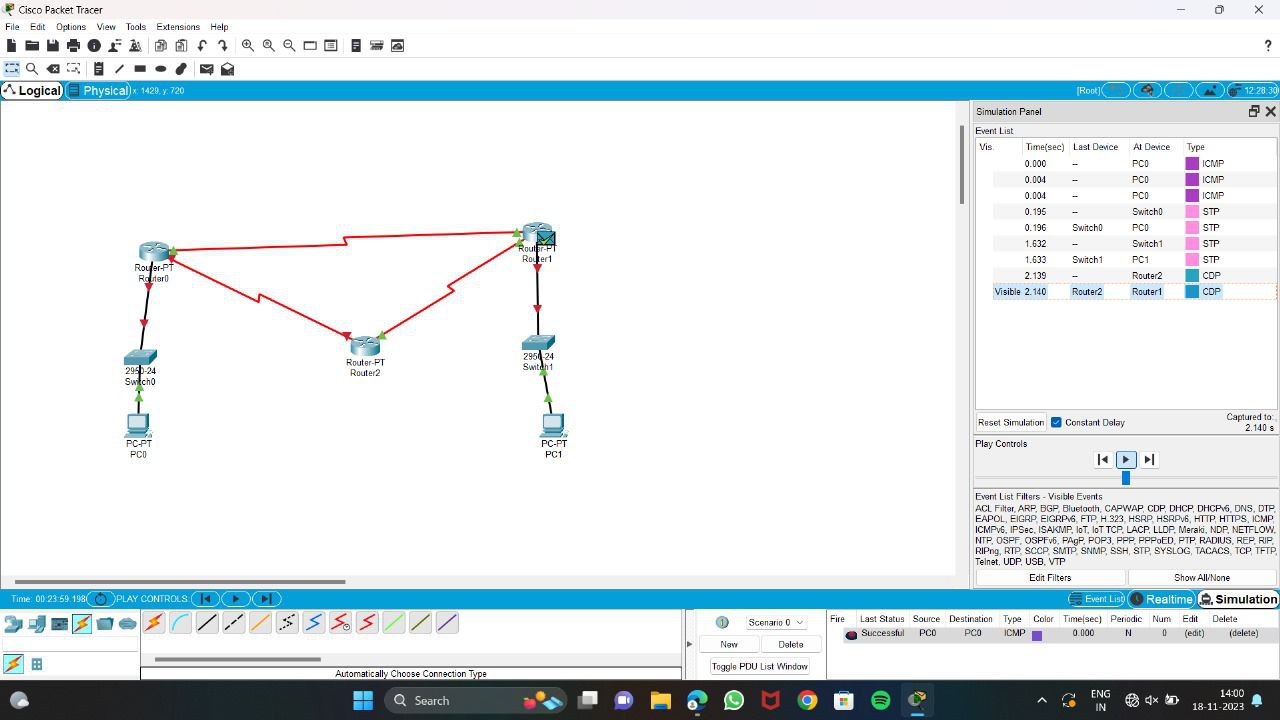 Cisco Packet Tracer
File Edit Options View Tools Extensions Help
?
Logical Physical x: 1429, y: 720 [Root] 12:28:30
Simulation Panel
Event List
Vis. Time(sec) Last Device At Device Type
0.000 -- PC0 ICMP
0.004 -- PC0 ICMP
0.004 -- PC0 ICMP
0.195 -- Switch0 STP
0.196 Switch0 PC0 STP
1.632 -- Switch1 STP
1.633 Switch1 PC1 STP
2.139 -- Router2 CDP
Visible 2.140 Router2 Router1 CDP
Router-PT
Router0
Router-PT
Router1
Router-PT
Router2
2950-24
Switch0
2950-24
Switch1
PC-PT
PC0
PC-PT
PC1
Reset Simulation Constant Delay Captured to:
2.140 s
Play Controls
Event List Filters - Visible Events
ACL Filter, ARP, BGP, Bluetooth, CAPWAP, CDP, DHCP, DHCPv6, DNS, DTP,
EAPOL, EIGRP, EIGRPv6, FTP, H.323, HSRP, HSRPv6, HTTP, HTTPS, ICMP,
ICMPv6, IPSec, ISAKMP, IoT, IoT TCP, LACP, LLDP, Meraki, NDP, NETFLOW,
NTP, OSPF, OSPFv6, PAgP, POP3, PPP, PPPoED, PTP, RADIUS, REP, RIP,
RIPng, RTP, SCCP, SMTP, SNMP, SSH, STP, SYSLOG, TACACS, TCP, TFTP,
Telnet, UDP, USB, VTP
Edit Filters Show All/None
Time: 00:23:59.198 PLAY CONTROLS: Event List Realtime Simulation
Scenario 0
New Delete
Toggle PDU List Window
Fire Last Status Source Destination Type Color Time(sec) Periodic Num Edit Delete
Successful PC0 PC0 ICMP 0.000 N 0 (edit) (delete)
Automatically Choose Connection Type
Search
ENG
IN
14:00
18-11-2023